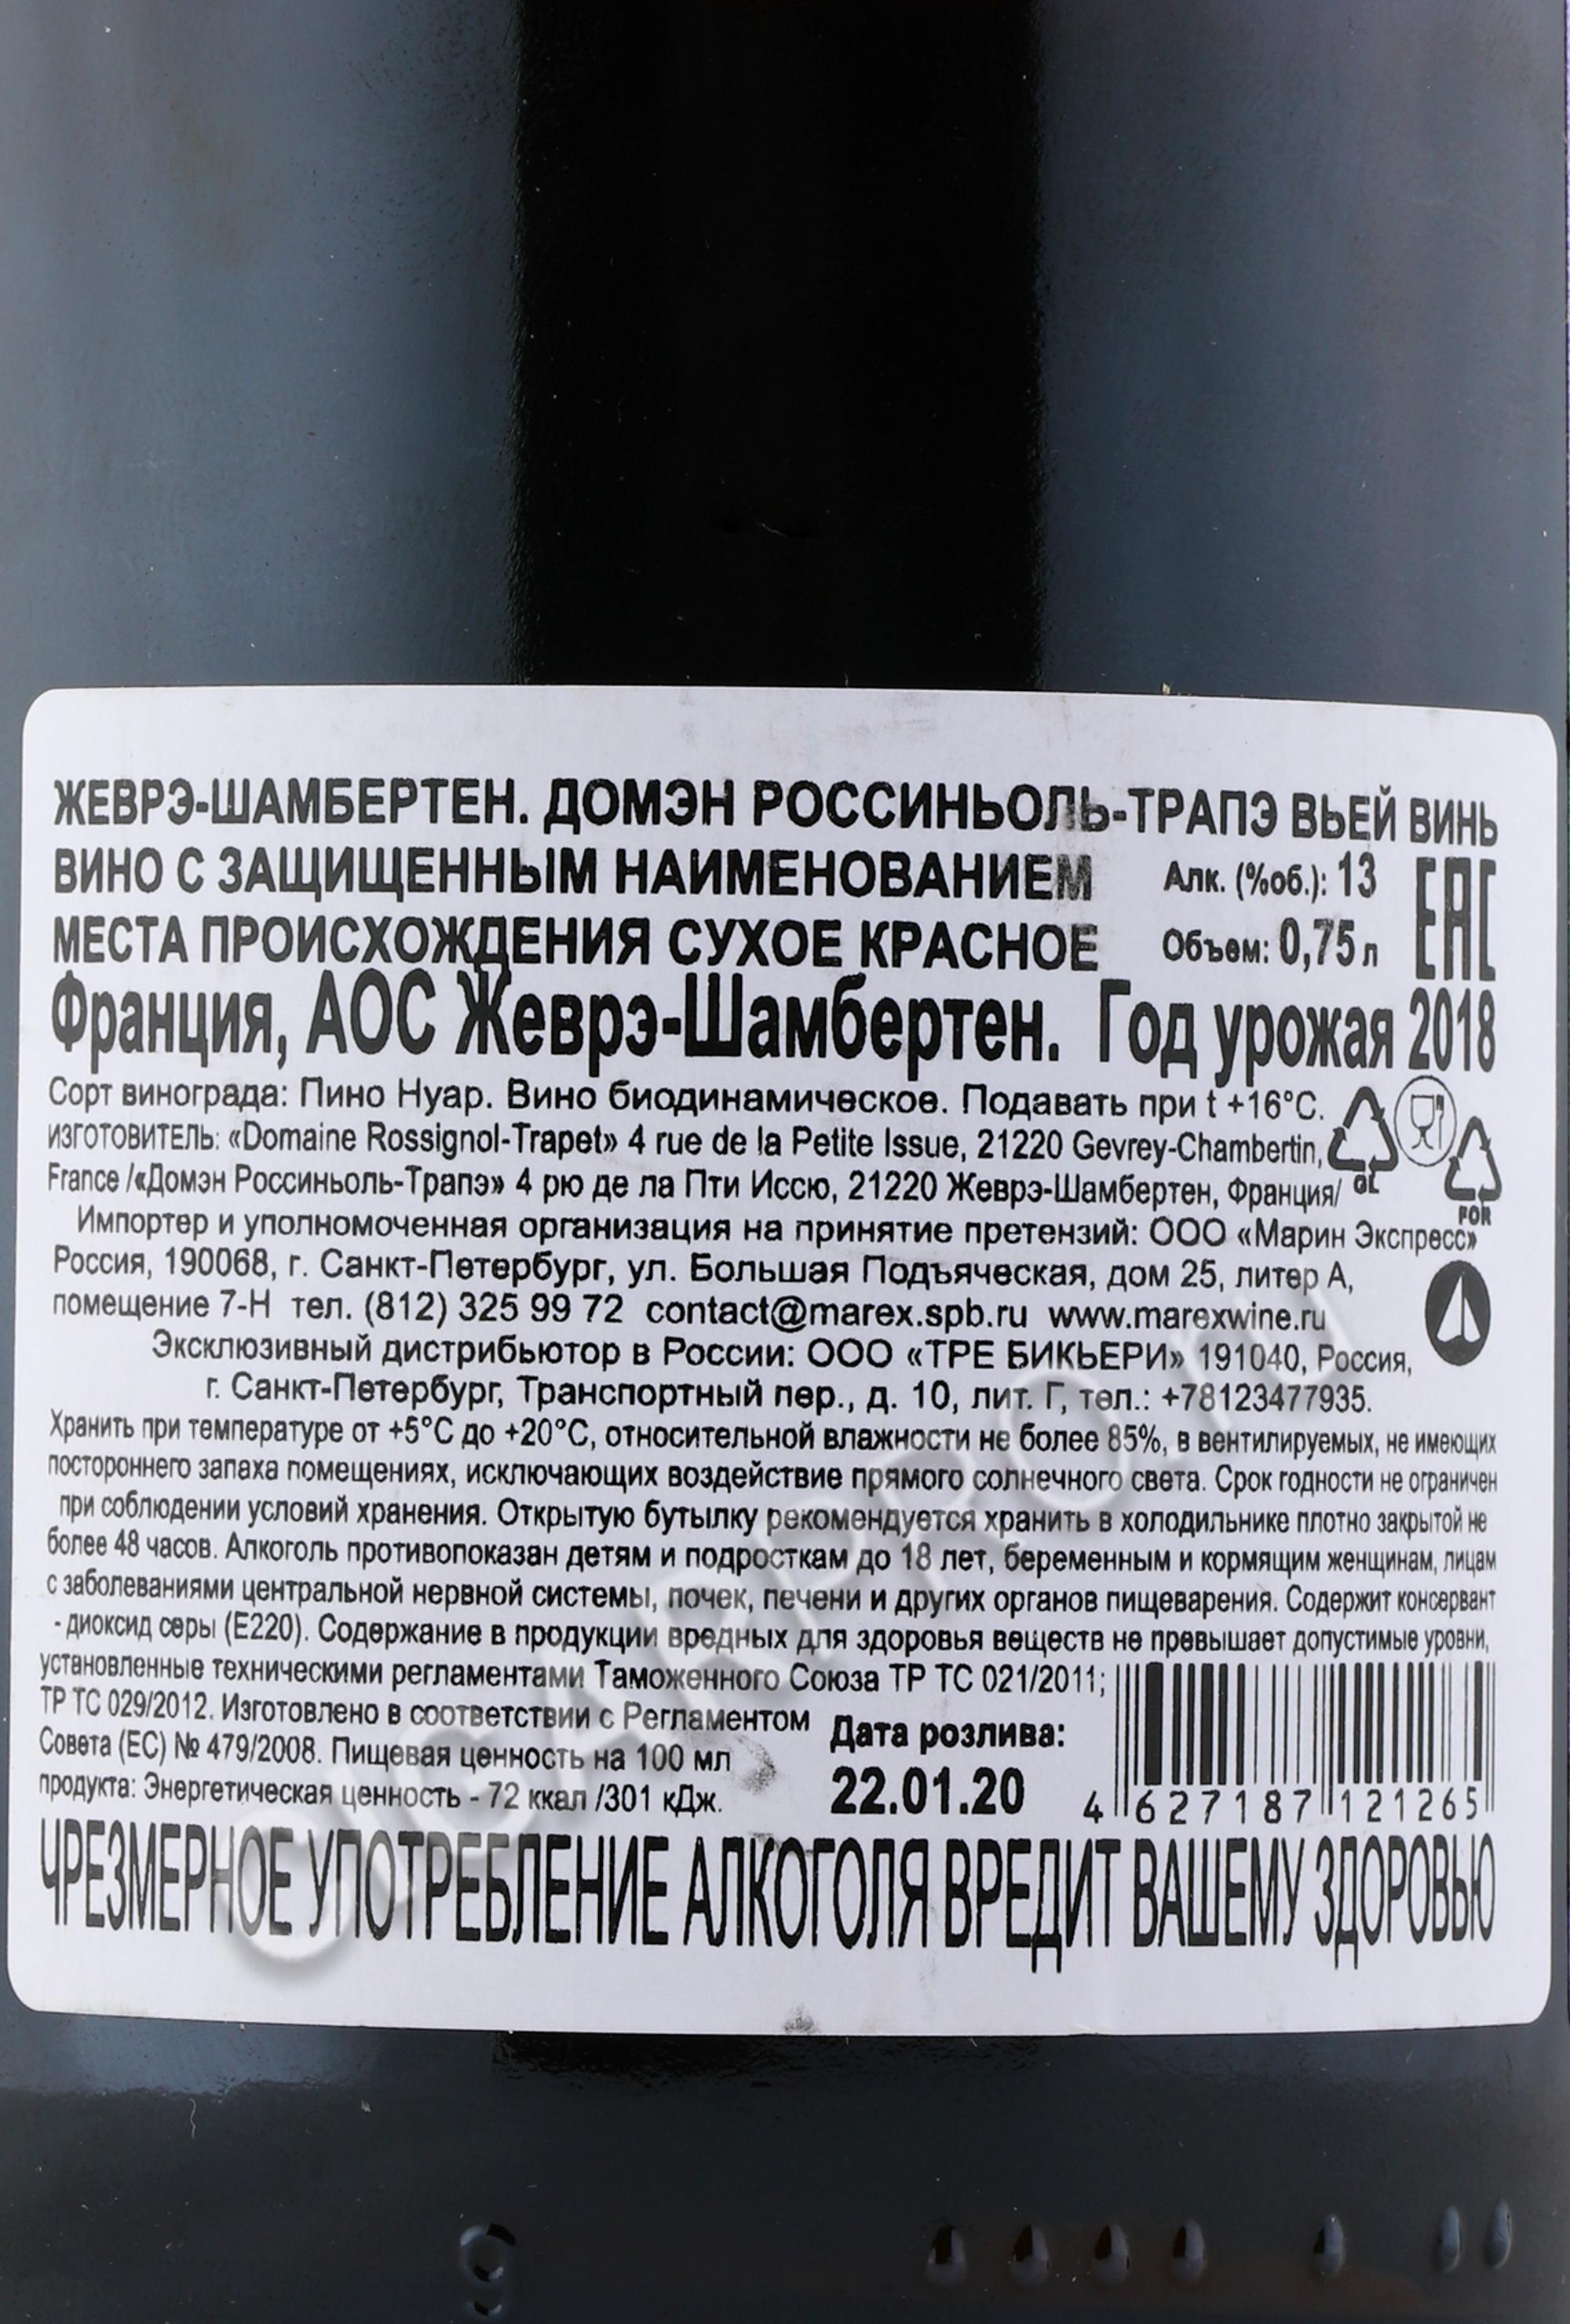 ЖЕВРЭ-ШАМБЕРТЕН. ДОМЭН РОССИНЬОЛЬ-ТРАПЭ ВЬЕЙ ВИНЬ
ВИНО С ЗАЩИЩЕННЫМ НАИМЕНОВАНИЕМ
МЕСТА ПРОИСХОЖДЕНИЯ СУХОЕ КРАСНОЕ
Алк. (%об.): 13
Объем: 0,75 л
EAC
Франция, АОС Жеврэ-Шамбертен. Год урожая 2018
Сорт винограда: Пино Нуар. Вино биодинамическое. Подавать при t +16°C.
ИЗГОТОВИТЕЛЬ: «Domaine Rossignol-Trapet» 4 rue de la Petite Issue, 21220 Gevrey-Chambertin,
France /«Домэн Россиньоль-Трапэ» 4 рю де ла Пти Иссю, 21220 Жеврэ-Шамбертен, Франция/
GL
FOR
Импортер и уполномоченная организация на принятие претензий: ООО «Марин Экспресс»
Россия, 190068, г. Санкт-Петербург, ул. Большая Подъяческая, дом 25, литер А,
помещение 7-Н тел. (812) 325 99 72 contact@marex.spb.ru www.marexwine.ru
Эксклюзивный дистрибьютор в России: ООО «ТРЕ БИКЬЕРИ» 191040, Россия,
г. Санкт-Петербург, Транспортный пер., д. 10, лит. Г, тел.: +78123477935.
Хранить при температуре от +5°C до +20°C, относительной влажности не более 85%, в вентилируемых, не имеющих
постороннего запаха помещениях, исключающих воздействие прямого солнечного света. Срок годности не ограничен
при соблюдении условий хранения. Открытую бутылку рекомендуется хранить в холодильнике плотно закрытой не
более 48 часов. Алкоголь противопоказан детям и подросткам до 18 лет, беременным и кормящим женщинам, лицам
с заболеваниями центральной нервной системы, почек, печени и других органов пищеварения. Содержит консервант
- диоксид серы (Е220). Содержание в продукции вредных для здоровья веществ не превышает допустимые уровни,
установленные техническими регламентами Таможенного Союза ТР ТС 021/2011;
ТР ТС 029/2012. Изготовлено в соответствии с Регламентом
Совета (ЕС) № 479/2008. Пищевая ценность на 100 мл
продукта: Энергетическая ценность - 72 ккал /301 кДж.
Дата розлива:
22.01.20
4 627187 121265
ЧРЕЗМЕРНОЕ УПОТРЕБЛЕНИЕ АЛКОГОЛЯ ВРЕДИТ ВАШЕМУ ЗДОРОВЬЮ
CIGARPRO.ru